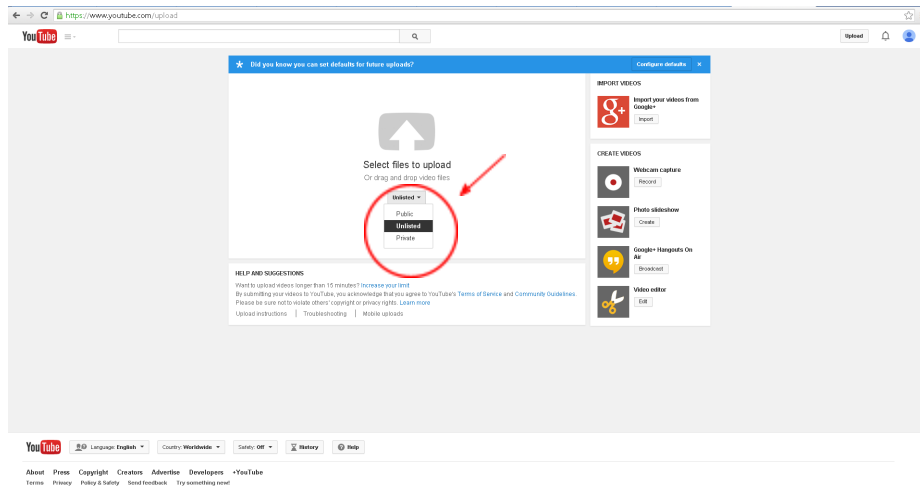 https://www.youtube.com/upload
YouTube
Upload
Did you know you can set defaults for future uploads?
Configure defaults ×
Select files to upload
Or drag and drop video files
Unlisted
Public
Unlisted
Private
IMPORT VIDEOS
Import your videos from
Google+
Import
CREATE VIDEOS
Webcam capture
Record
Photo slideshow
Create
Google+ Hangouts On
Air
Broadcast
Video editor
Edit
HELP AND SUGGESTIONS
Want to upload videos longer than 15 minutes? Increase your limit
By submitting your videos to YouTube, you acknowledge that you agree to YouTube's Terms of Service and Community Guidelines.
Please be sure not to violate others' copyright or privacy rights. Learn more
Upload instructions | Troubleshooting | Mobile uploads
YouTube Language: English Country: Worldwide Safety: Off History Help
About Press Copyright Creators Advertise Developers +YouTube
Terms Privacy Policy & Safety Send feedback Try something new!